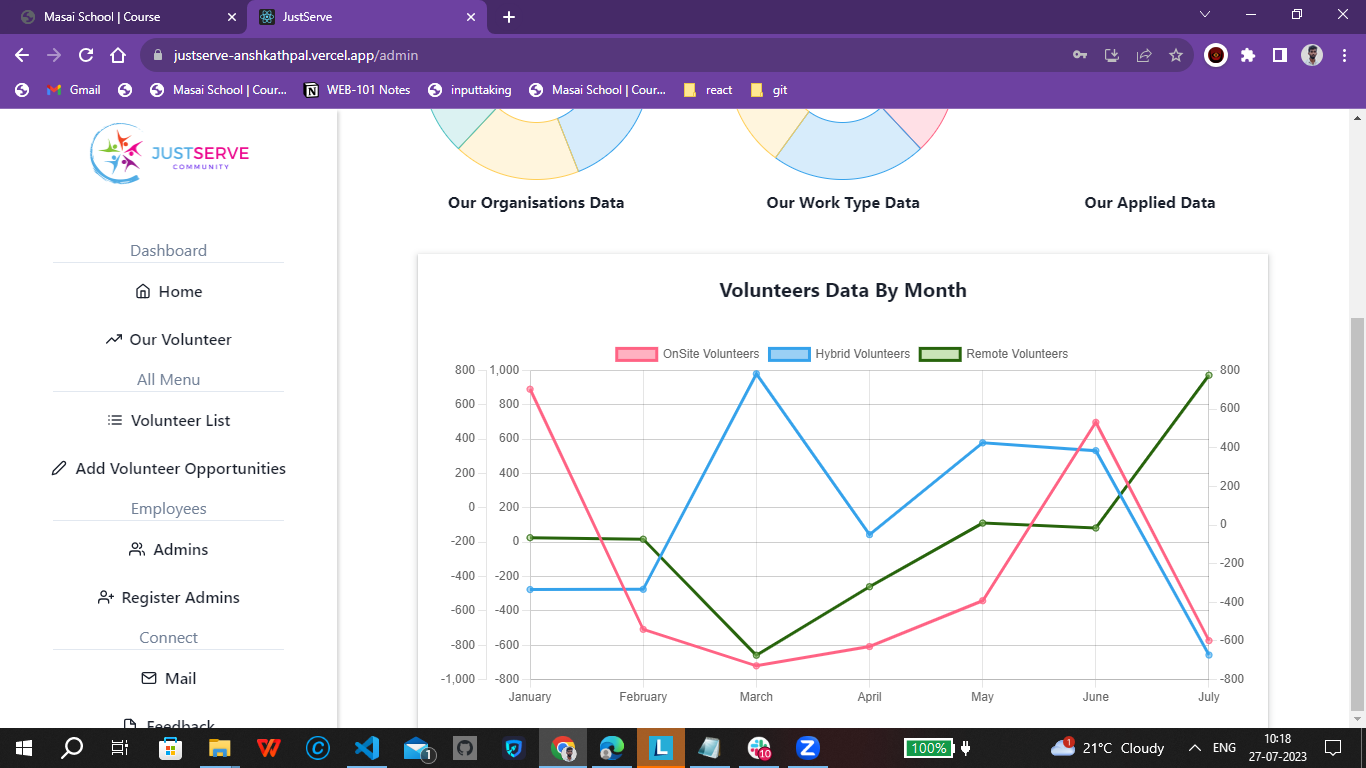 Masai School | Course
JustServe
justserve-anshkathpal.vercel.app/admin
Gmail
Masai School | Cour...
WEB-101 Notes
inputtaking
Masai School | Cour...
react
git
JUSTSERVE
COMMUNITY
Dashboard
Home
Our Volunteer
All Menu
Volunteer List
Add Volunteer Opportunities
Employees
Admins
Register Admins
Connect
Mail
Feedback
Our Organisations Data
Our Work Type Data
Our Applied Data
Volunteers Data By Month
OnSite Volunteers
Hybrid Volunteers
Remote Volunteers
800 1,000 800
600 800 600
400 600 400
200 400 200
0 200 0
-200 0 -200
-400 -200 -400
-600 -400 -600
-800 -600 -800
-1,000 -800
January February March April May June July
1
10
100%
1
21°C Cloudy
ENG
10:18
27-07-2023